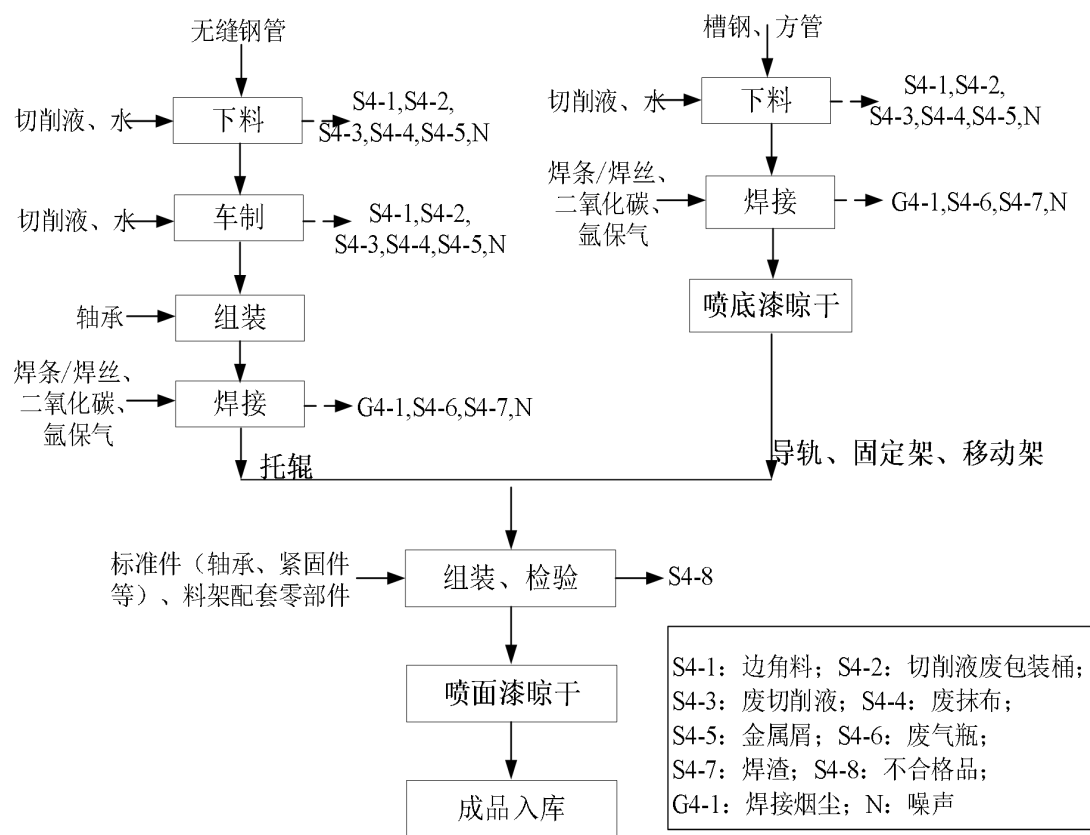 无缝钢管
切削液、水
下料
S4-1,S4-2,
S4-3,S4-4,S4-5,N
切削液、水
车制
S4-1,S4-2,
S4-3,S4-4,S4-5,N
轴承
组装
焊条/焊丝、
二氧化碳、
氩保气
焊接
G4-1,S4-6,S4-7,N
托辊
槽钢、方管
切削液、水
下料
S4-1,S4-2,
S4-3,S4-4,S4-5,N
焊条/焊丝、
二氧化碳、
氩保气
焊接
G4-1,S4-6,S4-7,N
喷底漆晾干
导轨、固定架、移动架
标准件（轴承、紧固件
等）、料架配套零部件
组装、检验
S4-8
喷面漆晾干
成品入库
S4-1：边角料；S4-2：切削液废包装桶；
S4-3：废切削液；S4-4：废抹布；
S4-5：金属屑；S4-6：废气瓶；
S4-7：焊渣；S4-8：不合格品；
G4-1：焊接烟尘；N：噪声